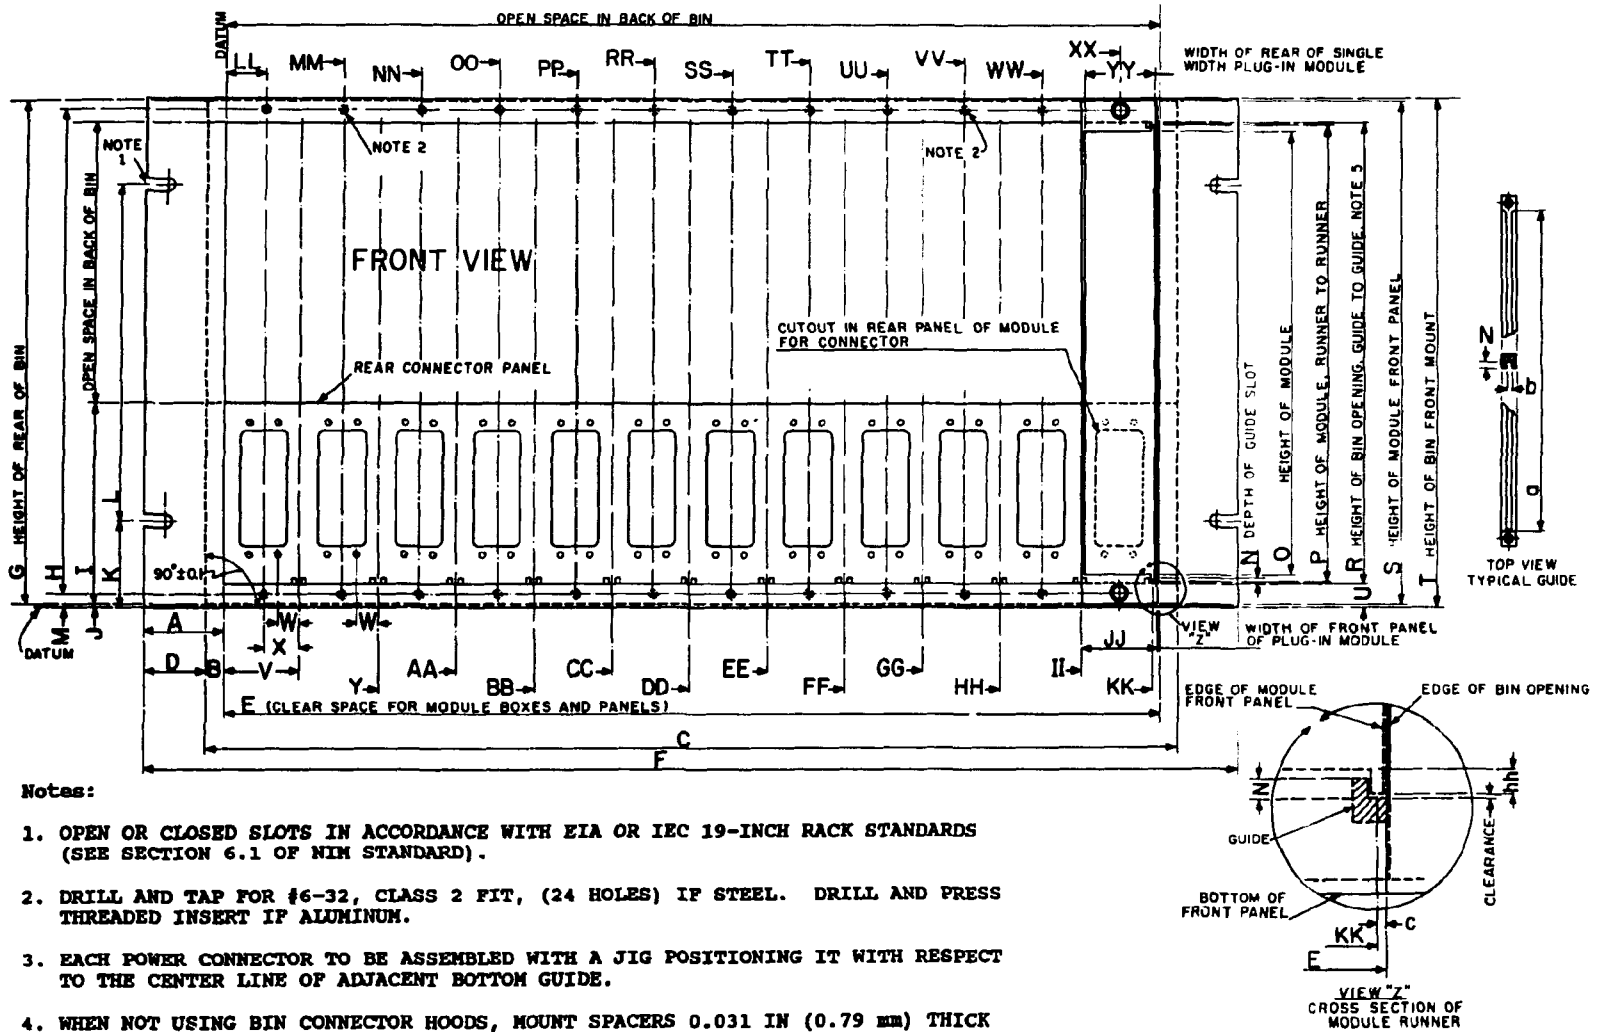 OPEN SPACE IN BACK OF BIN
DATUM
LL
MM
NN
OO
PP
RR
SS
TT
UU
VV
WW
XX
YY
WIDTH OF REAR OF SINGLE
WIDTH PLUG-IN MODULE
NOTE
1
NOTE 2
NOTE 2
FRONT VIEW
OPEN SPACE IN BACK OF BIN
G HEIGHT OF REAR OF BIN
CUTOUT IN REAR PANEL OF MODULE
FOR CONNECTOR
REAR CONNECTOR PANEL
H
I
K
L
M
J
90°±0.1
DATUM
A
D
B
V
W
W
X
Y
AA
BB
CC
DD
EE
FF
GG
HH
II
JJ
KK
E (CLEAR SPACE FOR MODULE BOXES AND PANELS)
C
F
N DEPTH OF GUIDE SLOT
O HEIGHT OF MODULE
P HEIGHT OF MODULE, RUNNER TO RUNNER
R HEIGHT OF BIN OPENING, GUIDE TO GUIDE, NOTE 5
S HEIGHT OF MODULE FRONT PANEL
T HEIGHT OF BIN FRONT MOUNT
U
VIEW
"Z"
WIDTH OF FRONT PANEL
OF PLUG-IN MODULE
N
b
a
TOP VIEW
TYPICAL GUIDE
EDGE OF MODULE
FRONT PANEL
EDGE OF BIN OPENING
N
hh
GUIDE
CLEARANCE
BOTTOM OF
FRONT PANEL
KK
c
E
VIEW "Z"
CROSS SECTION OF
MODULE RUNNER
Notes:
1. OPEN OR CLOSED SLOTS IN ACCORDANCE WITH EIA OR IEC 19-INCH RACK STANDARDS
(SEE SECTION 6.1 OF NIM STANDARD).
2. DRILL AND TAP FOR #6-32, CLASS 2 FIT, (24 HOLES) IF STEEL. DRILL AND PRESS
THREADED INSERT IF ALUMINUM.
3. EACH POWER CONNECTOR TO BE ASSEMBLED WITH A JIG POSITIONING IT WITH RESPECT
TO THE CENTER LINE OF ADJACENT BOTTOM GUIDE.
4. WHEN NOT USING BIN CONNECTOR HOODS, MOUNT SPACERS 0.031 IN (0.79 mm) THICK